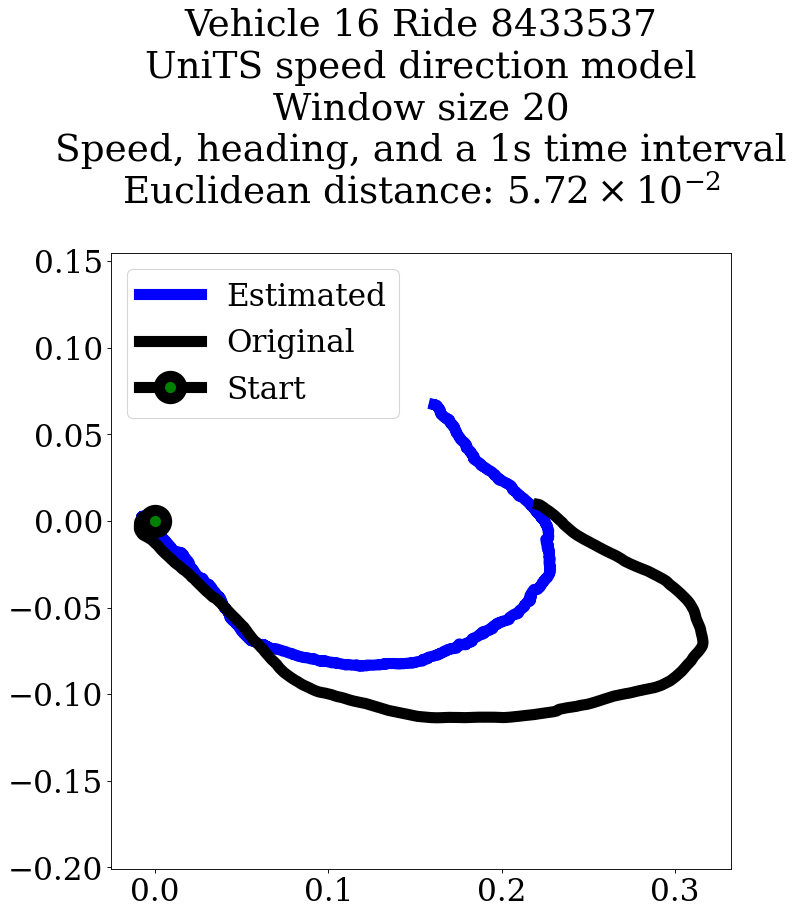 Vehicle 16 Ride 8433537
UniTS speed direction model
Window size 20
Speed, heading, and a 1s time interval
Euclidean distance: 5.72 × 10⁻²
0.15
0.10
0.05
0.00
−0.05
−0.10
−0.15
−0.20
Estimated
Original
Start
0.0 0.1 0.2 0.3